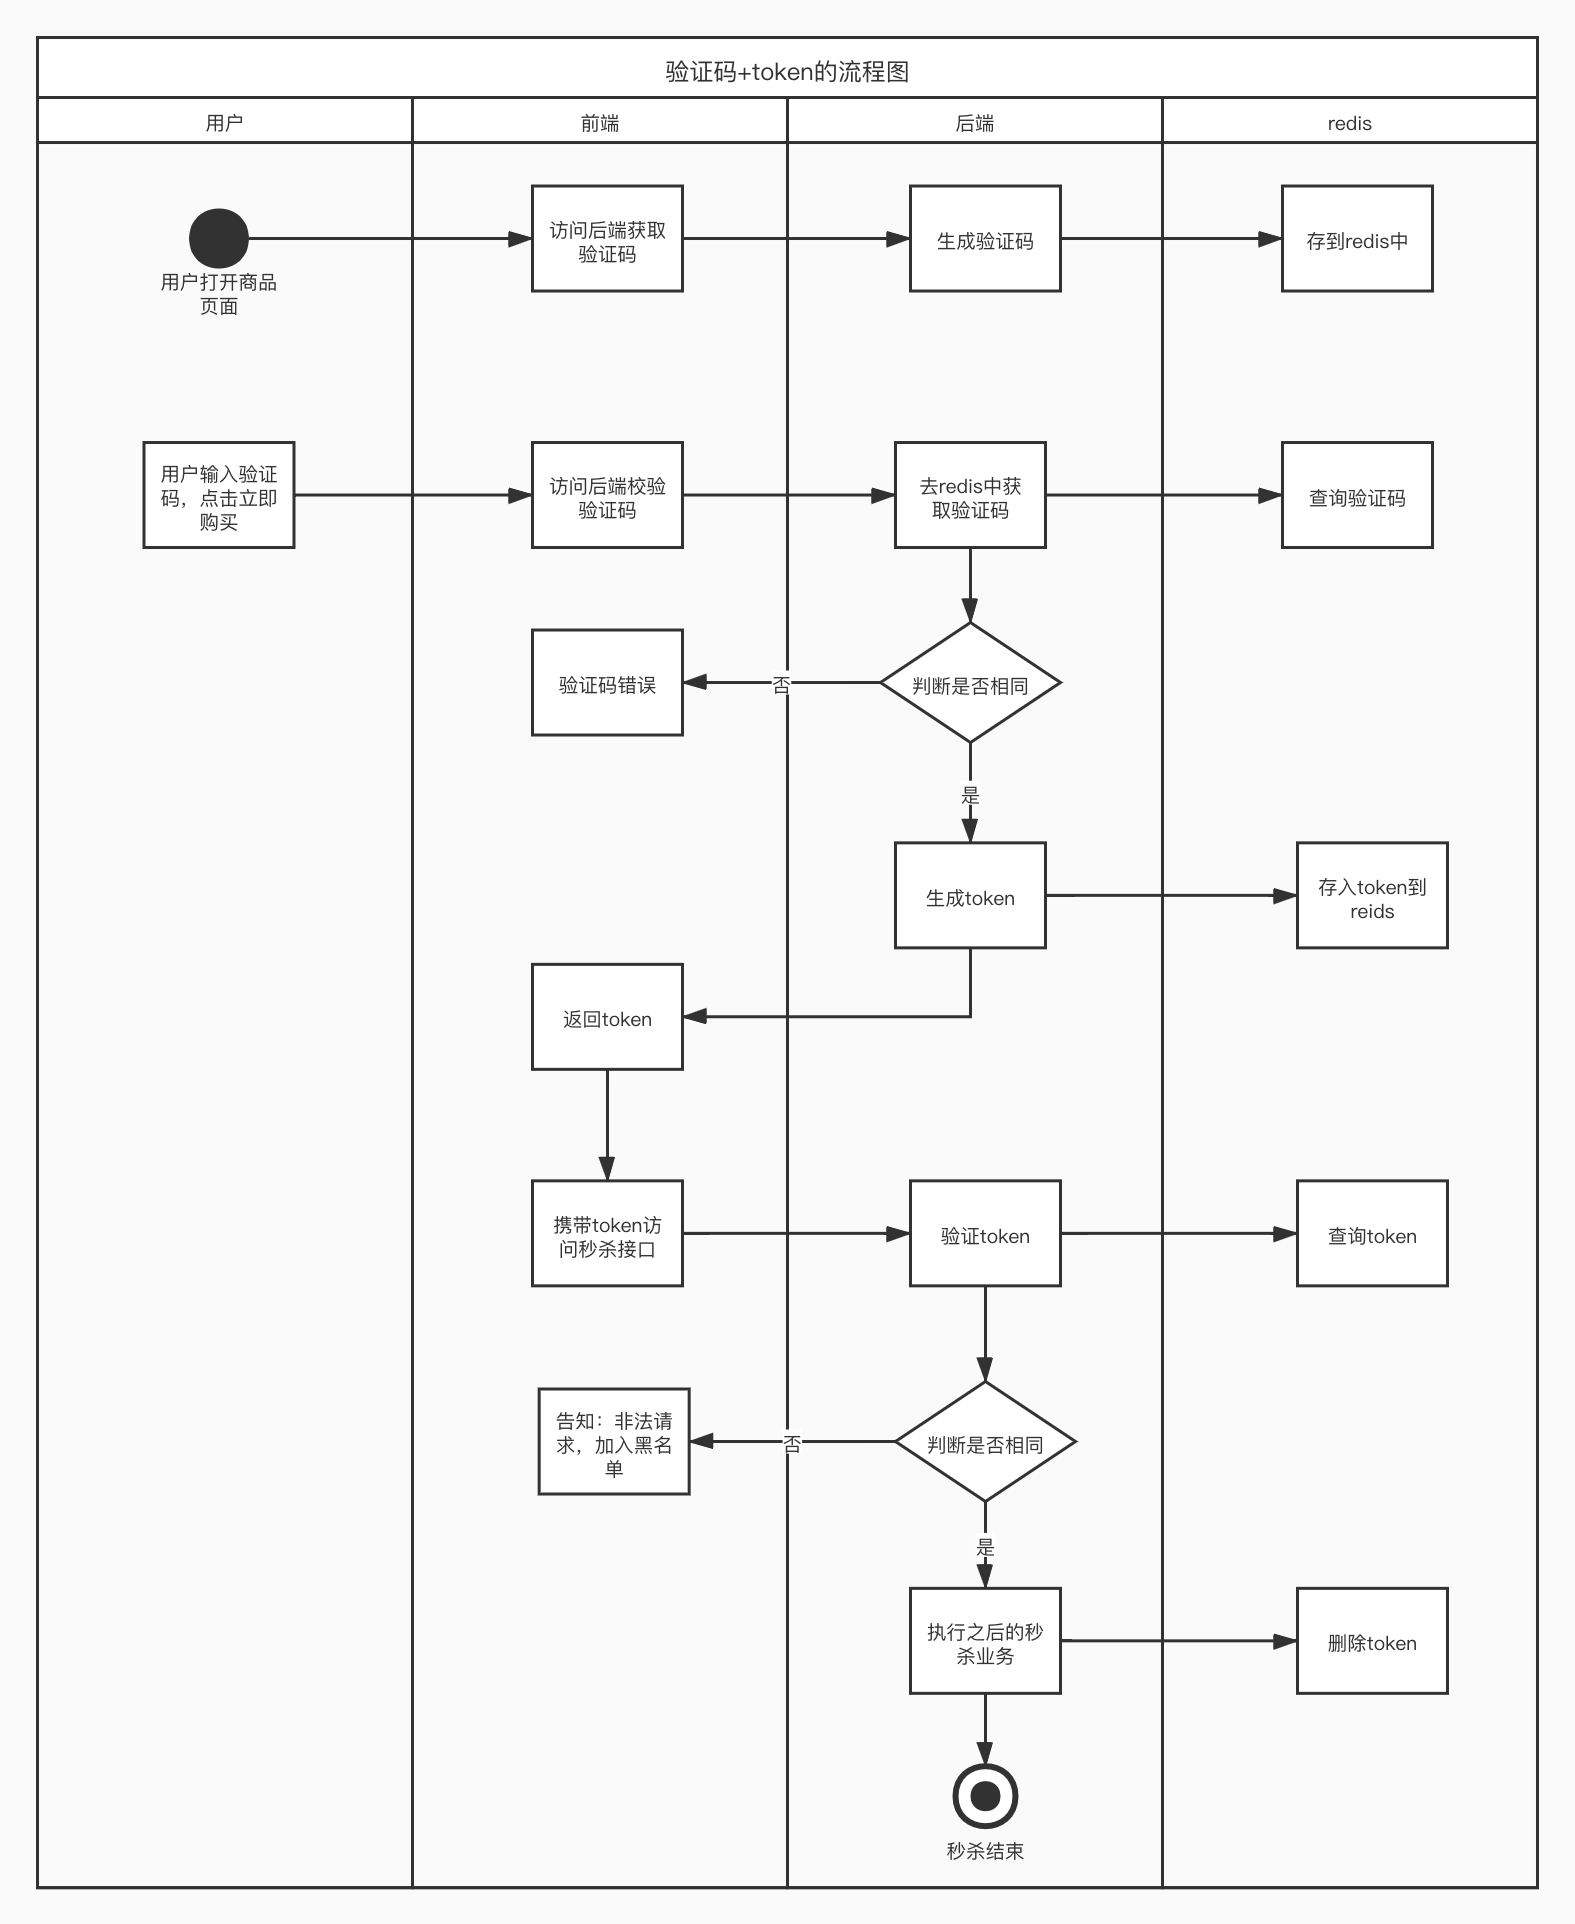 验证码+token的流程图
用户
前端
后端
redis
访问后端获取
验证码
生成验证码
存到redis中
用户打开商品
页面
用户输入验证
码，点击立即
购买
访问后端校验
验证码
去redis中获
取验证码
查询验证码
验证码错误
否
判断是否相同
是
生成token
存入token到
reids
返回token
携带token访
问秒杀接口
验证token
查询token
告知：非法请
求，加入黑名
单
否
判断是否相同
是
执行之后的秒
杀业务
删除token
秒杀结束